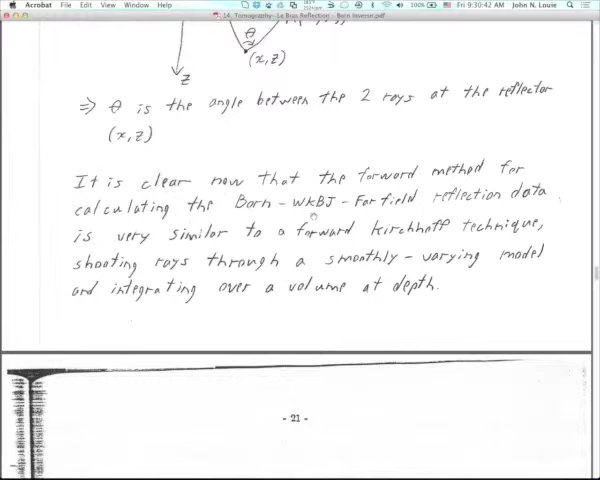 Acrobat File Edit View Window Help 100% Fri 9:30:42 AM John N. Louie
14. Tomography--Le Bras Reflection - Born Inverse.pdf
θ
(x,z)
z
⇒ θ is the angle between the 2 rays at the reflector
(x,z)
It is clear now that the forward method for
calculating the Born-WKBJ-Farfield reflection data
is very similar to a forward Kirchhoff technique,
shooting rays through a smoothly-varying model
and integrating over a volume at depth.
- 21 -